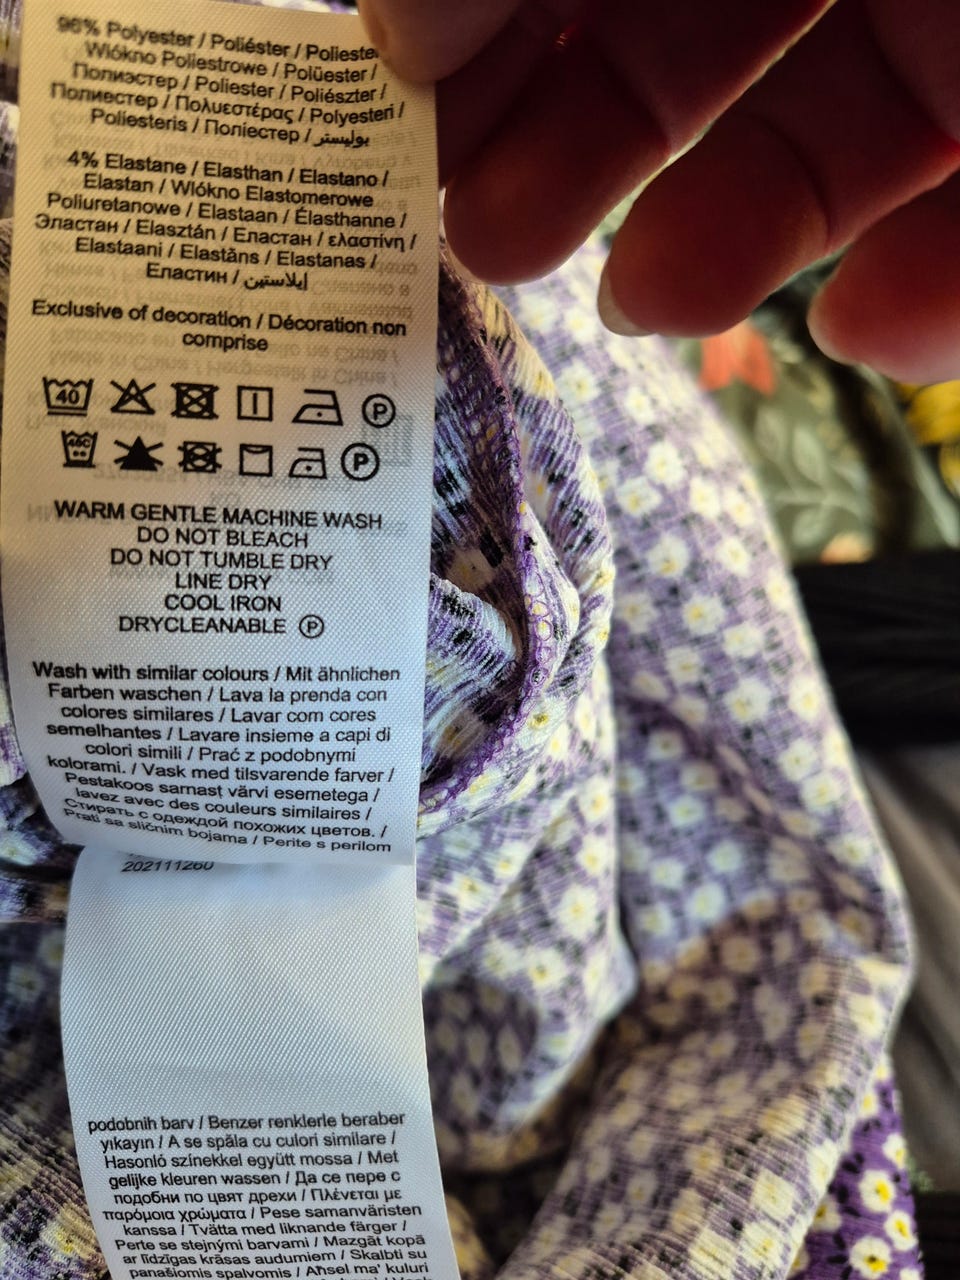 96% Polyester / Poliéster / Poliester
Włókno Poliestrowe / Polüester /
Полиэстер / Poliester / Poliészter /
Полиестер / Πολυεστέρας / Polyesteri /
Poliesteris / Поліестер / بوليستر
4% Elastane / Elasthan / Elastano /
Elastan / Włókno Elastomerowe
Poliuretanowe / Elastaan / Élasthanne /
Эластан / Elasztán / Еластан / ελαστίνη /
Elastaani / Elastāns / Elastanas /
Еластин / إيلاستين
Exclusive of decoration / Décoration non
comprise
40 P
40C P
WARM GENTLE MACHINE WASH
DO NOT BLEACH
DO NOT TUMBLE DRY
LINE DRY
COOL IRON
DRYCLEANABLE Ⓟ
Wash with similar colours / Mit ähnlichen
Farben waschen / Lava la prenda con
colores similares / Lavar com cores
semelhantes / Lavare insieme a capi di
colori simili / Prać z podobnymi
kolorami. / Vask med tilsvarende farver /
Pestakoos samast värvi esemetega /
lavez avec des couleurs similaires /
Стирать с одеждой похожих цветов. /
Prati sa sličnim bojama / Perite s perilom
202111260
podobnih barv / Benzer renklerle beraber
yıkayın / A se spăla cu culori similare /
Hasonló színekkel együtt mossa / Met
gelijke kleuren wassen / Да се пере с
подобни по цвят дрехи / Πλένεται με
παρόμοια χρώματα / Pese samanväristen
kanssa / Tvätta med liknande färger /
Perte se stejnými barvami / Mazgāt kopā
ar līdzīgas krāsas audumiem / Skalbti su
panašiomis spalvomis / Aħsel ma' kuluri